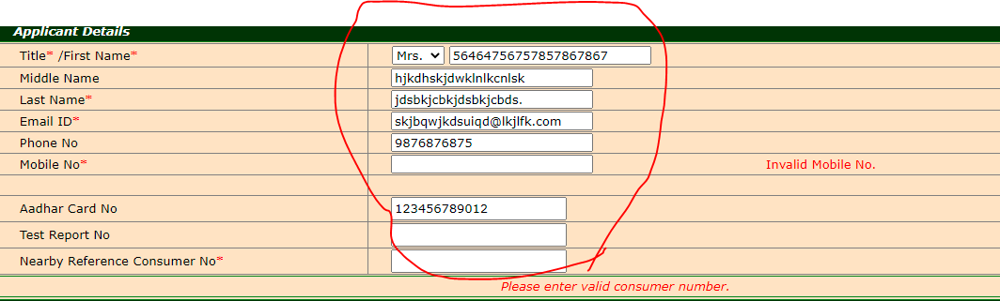 Applicant Details
Title* /First Name* Mrs. 56464756757857867867
Middle Name hjkdhskjdwklnlkcnlsk
Last Name* jdsbkjcbkjdsbkjcbds.
Email ID* skjbqwjkdsuiqd@lkjlfk.com
Phone No 9876876875
Mobile No* Invalid Mobile No.
Aadhar Card No 123456789012
Test Report No
Nearby Reference Consumer No*
Please enter valid consumer number.